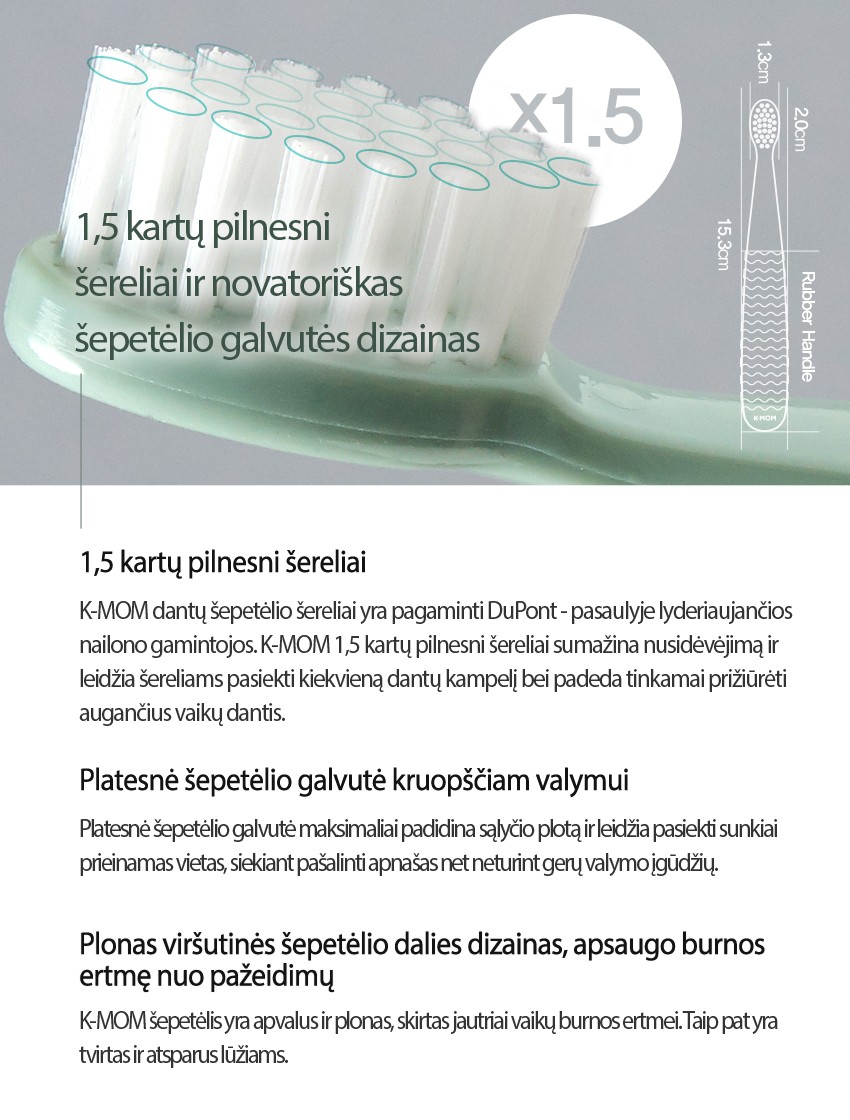 x1.5
1.3cm
2.0cm
15.3cm
Rubber Handle
K-MOM
1,5 kartų pilnesni
šereliai ir novatoriškas
šepetėlio galvutės dizainas
1,5 kartų pilnesni šereliai
K-MOM dantų šepetėlio šereliai yra pagaminti DuPont - pasaulyje lyderiaujančios
nailono gamintojos. K-MOM 1,5 kartų pilnesni šereliai sumažina nusidėvėjimą ir
leidžia šereliams pasiekti kiekvieną dantų kampelį bei padeda tinkamai prižiūrėti
augančius vaikų dantis.
Platesnė šepetėlio galvutė kruopščiam valymui
Platesnė šepetėlio galvutė maksimaliai padidina sąlyčio plotą ir leidžia pasiekti sunkiai
prieinamas vietas, siekiant pašalinti apnašas net neturint gerų valymo įgūdžių.
Plonas viršutinės šepetėlio dalies dizainas, apsaugo burnos
ertmę nuo pažeidimų
K-MOM šepetėlis yra apvalus ir plonas, skirtas jautriai vaikų burnos ertmei. Taip pat yra
tvirtas ir atsparus lūžiams.